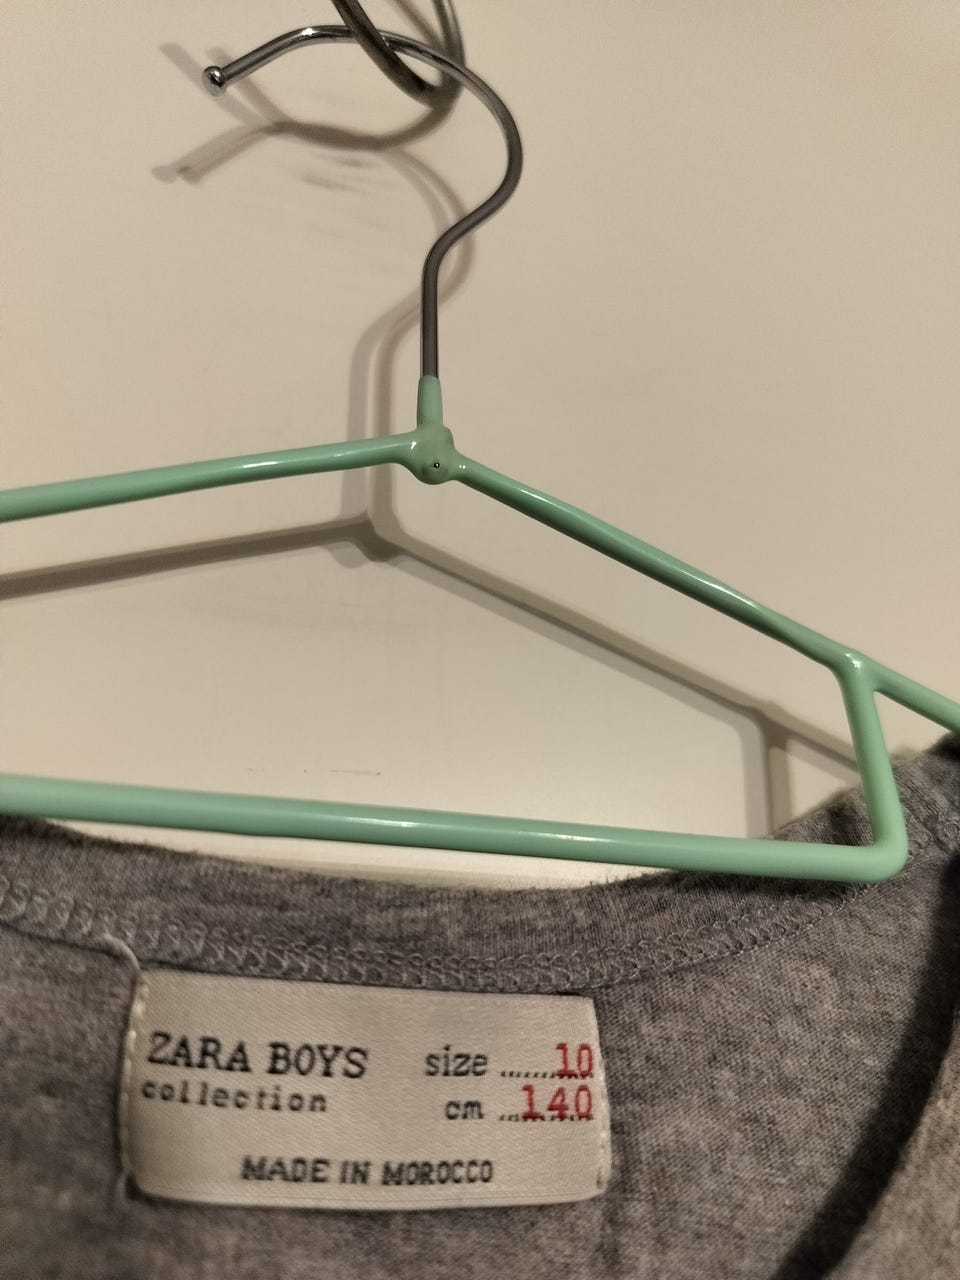 ZARA BOYS size ........10
collection cm ...140
MADE IN MOROCCO